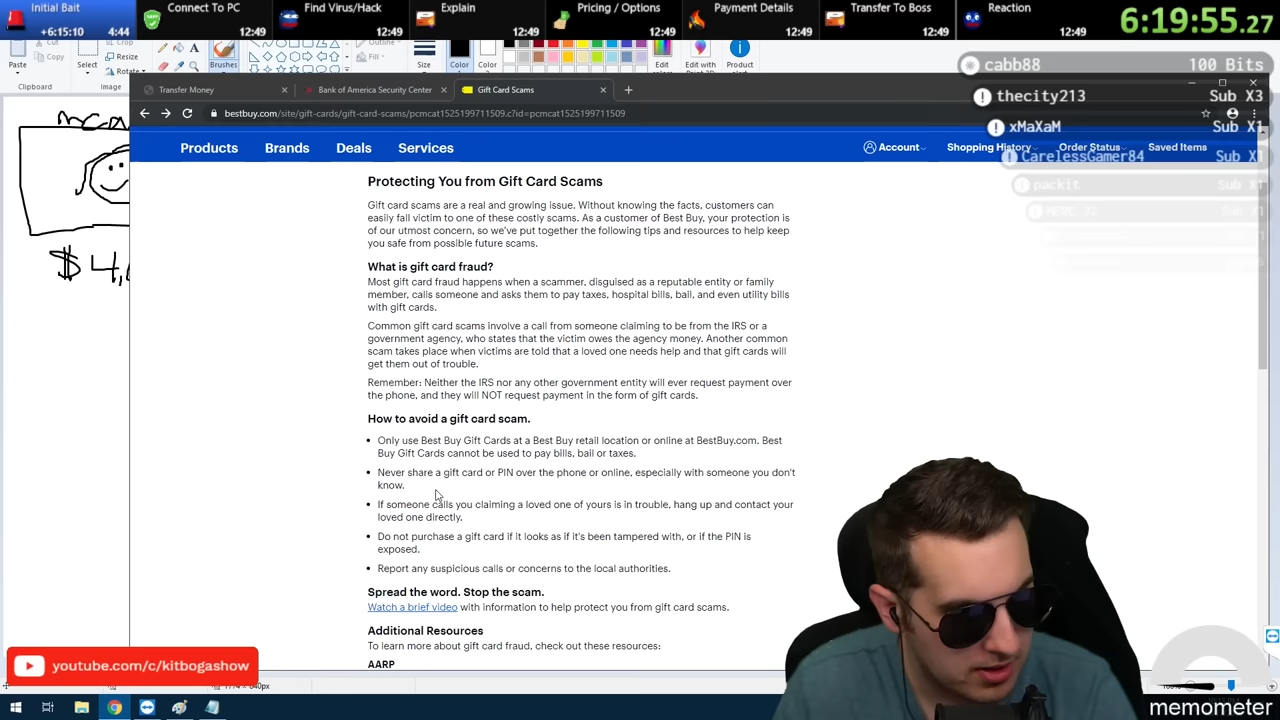 Initial Bait
+6:15:10 4:44
Connect To PC
12:49
Find Virus/Hack
12:49
Explain
12:49
Pricing / Options
12:49
Payment Details
12:49
Transfer To Boss
12:49
Reaction
12:49
6:19:55.27
Paste
Copy
Clipboard
Select
Crop
Resize
Rotate
Image
Brushes
Outline
Fill
Size
Color 1
Color 2
Edit colors
Edit with Paint 3D
Product alert
cabb88 100 Bits
thecity213 Sub X3
xMaXaM Sub X1
CarelessGamer84 Sub X1
packit Sub X1
Transfer Money
Bank of America Security Center
Gift Card Scams
bestbuy.com/site/gift-cards/gift-card-scams/pcmcat1525199711509.c?id=pcmcat1525199711509
Products Brands Deals Services
Account Shopping History Order Status Saved Items
$4,
Protecting You from Gift Card Scams
Gift card scams are a real and growing issue. Without knowing the facts, customers can
easily fall victim to one of these costly scams. As a customer of Best Buy, your protection is
of our utmost concern, so we've put together the following tips and resources to help keep
you safe from possible future scams.
What is gift card fraud?
Most gift card fraud happens when a scammer, disguised as a reputable entity or family
member, calls someone and asks them to pay taxes, hospital bills, bail, and even utility bills
with gift cards.
Common gift card scams involve a call from someone claiming to be from the IRS or a
government agency, who states that the victim owes the agency money. Another common
scam takes place when victims are told that a loved one needs help and that gift cards will
get them out of trouble.
Remember: Neither the IRS nor any other government entity will ever request payment over
the phone, and they will NOT request payment in the form of gift cards.
How to avoid a gift card scam.
• Only use Best Buy Gift Cards at a Best Buy retail location or online at BestBuy.com. Best
Buy Gift Cards cannot be used to pay bills, bail or taxes.
• Never share a gift card or PIN over the phone or online, especially with someone you don't
know.
• If someone calls you claiming a loved one of yours is in trouble, hang up and contact your
loved one directly.
• Do not purchase a gift card if it looks as if it's been tampered with, or if the PIN is
exposed.
• Report any suspicious calls or concerns to the local authorities.
Spread the word. Stop the scam.
Watch a brief video with information to help protect you from gift card scams.
Additional Resources
To learn more about gift card fraud, check out these resources:
AARP
youtube.com/c/kitbogashow
memometer